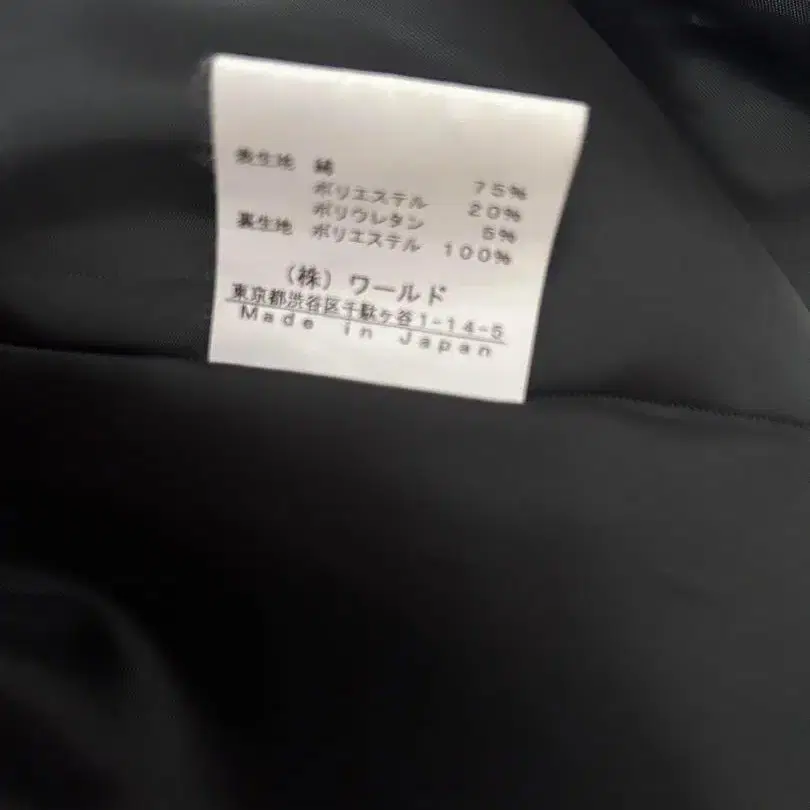 表生地 綿 75%
ポリエステル 20%
ポリウレタン 5%
裏生地 ポリエステル 100%
(株)ワールド
東京都渋谷区千駄ケ谷1-14-5
Made in Japan